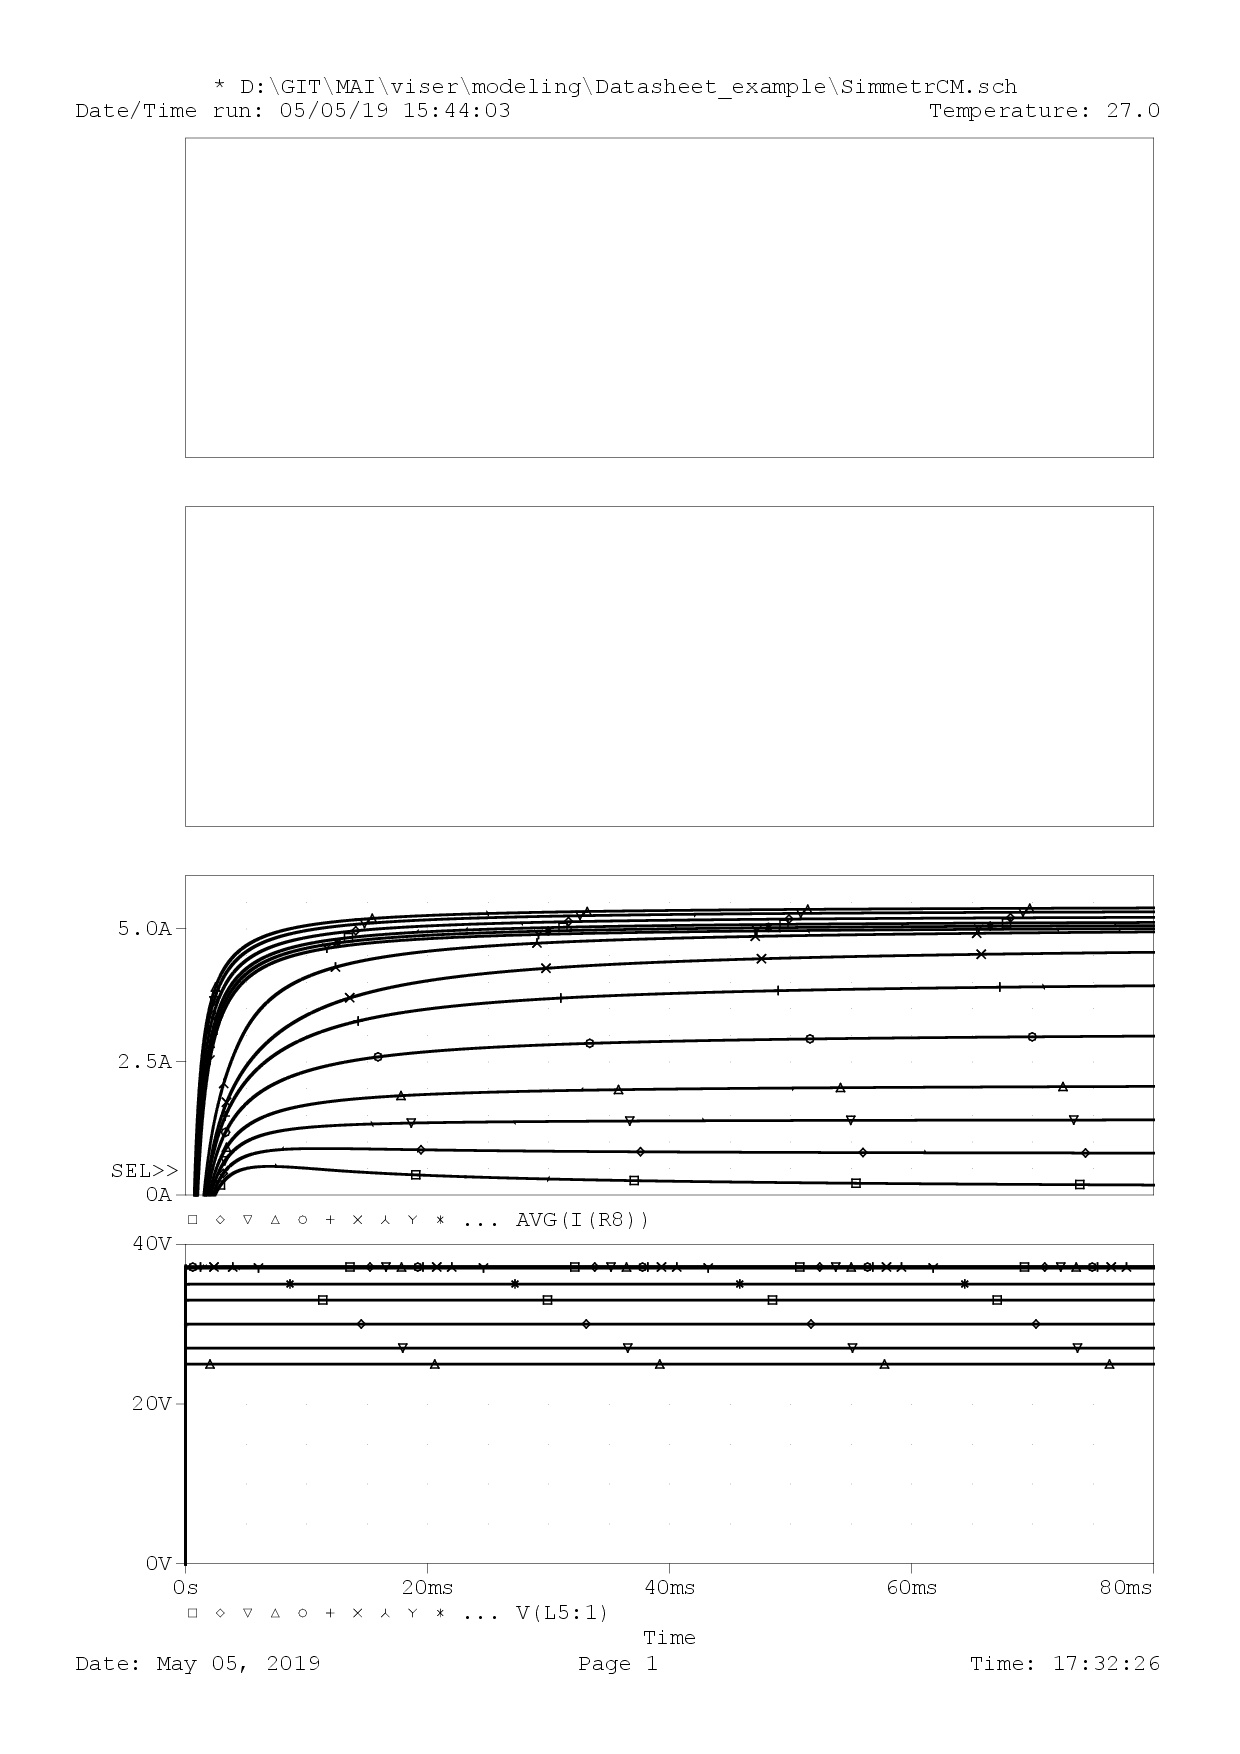 * D:\GIT\MAI\viser\modeling\Datasheet_example\SimmetrCM.sch
Date/Time run: 05/05/19 15:44:03 Temperature: 27.0
5.0A
2.5A
SEL>>
0A
... AVG(I(R8))
40V
20V
0V
0s 20ms 40ms 60ms 80ms
... V(L5:1)
Time
Date: May 05, 2019 Page 1 Time: 17:32:26